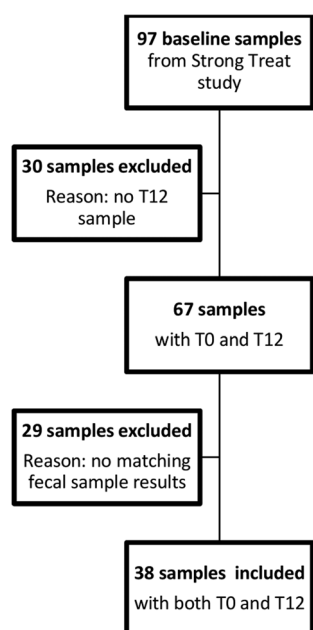 97 baseline samples
from Strong Treat
study
30 samples excluded
Reason: no T12
sample
67 samples
with T0 and T12
29 samples excluded
Reason: no matching
fecal sample results
38 samples included
with both T0 and T12